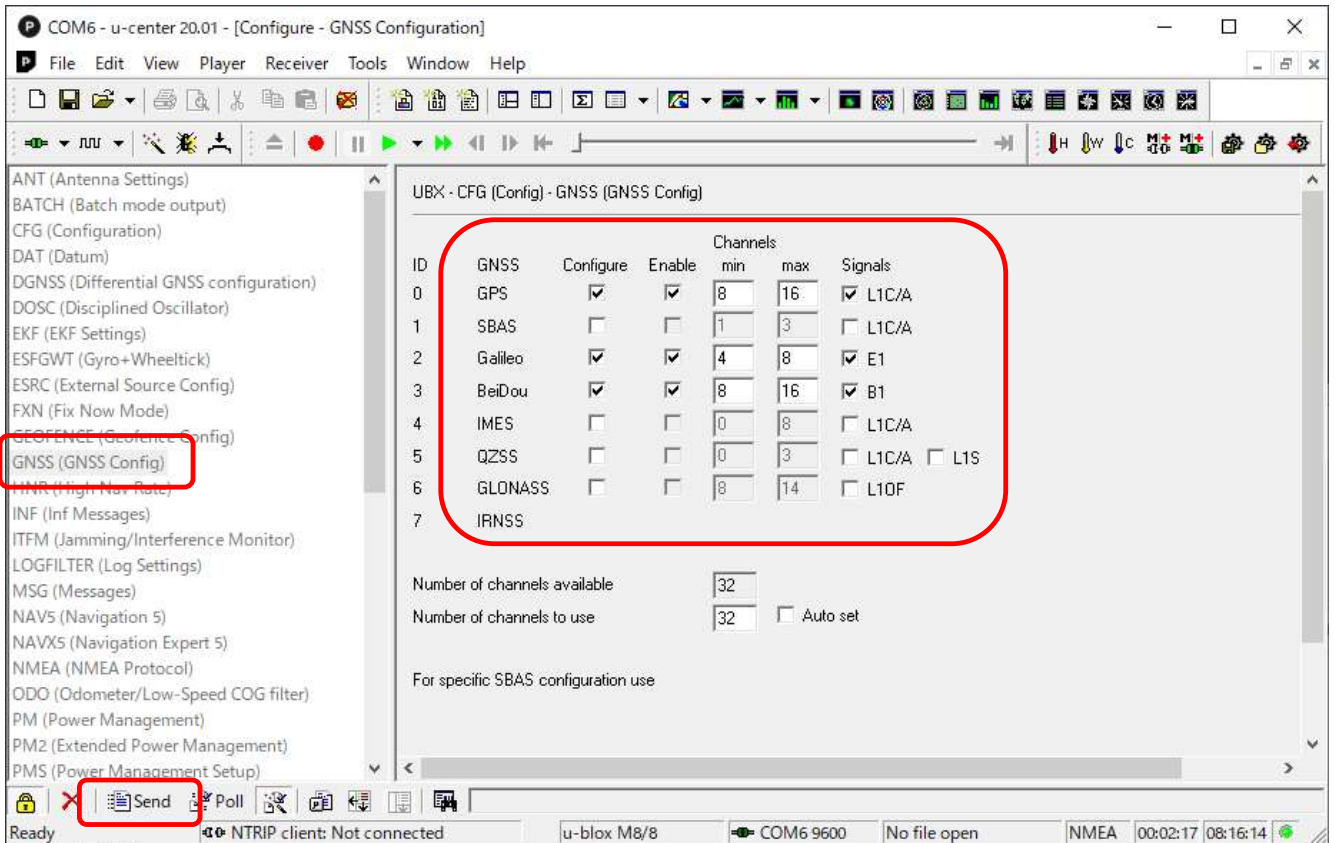 COM6 - u-center 20.01 - [Configure - GNSS Configuration]
File Edit View Player Receiver Tools Window Help
ANT (Antenna Settings)
BATCH (Batch mode output)
CFG (Configuration)
DAT (Datum)
DGNSS (Differential GNSS configuration)
DOSC (Disciplined Oscillator)
EKF (EKF Settings)
ESFGWT (Gyro+Wheeltick)
ESRC (External Source Config)
FXN (Fix Now Mode)
GEOFENCE (Geofence Config)
GNSS (GNSS Config)
HNR (High Nav Rate)
INF (Inf Messages)
ITFM (Jamming/Interference Monitor)
LOGFILTER (Log Settings)
MSG (Messages)
NAV5 (Navigation 5)
NAVX5 (Navigation Expert 5)
NMEA (NMEA Protocol)
ODO (Odometer/Low-Speed COG filter)
PM (Power Management)
PM2 (Extended Power Management)
PMS (Power Management Setup)
UBX - CFG (Config) - GNSS (GNSS Config)
Channels
ID GNSS Configure Enable min max Signals
0 GPS 8 16 L1C/A
1 SBAS 1 3 L1C/A
2 Galileo 4 8 E1
3 BeiDou 8 16 B1
4 IMES 0 8 L1C/A
5 QZSS 0 3 L1C/A L1S
6 GLONASS 8 14 L1OF
7 IRNSS
Number of channels available 32
Number of channels to use 32 Auto set
For specific SBAS configuration use
Send Poll
Ready NTRIP client: Not connected u-blox M8/8 COM6 9600 No file open NMEA 00:02:17 08:16:14